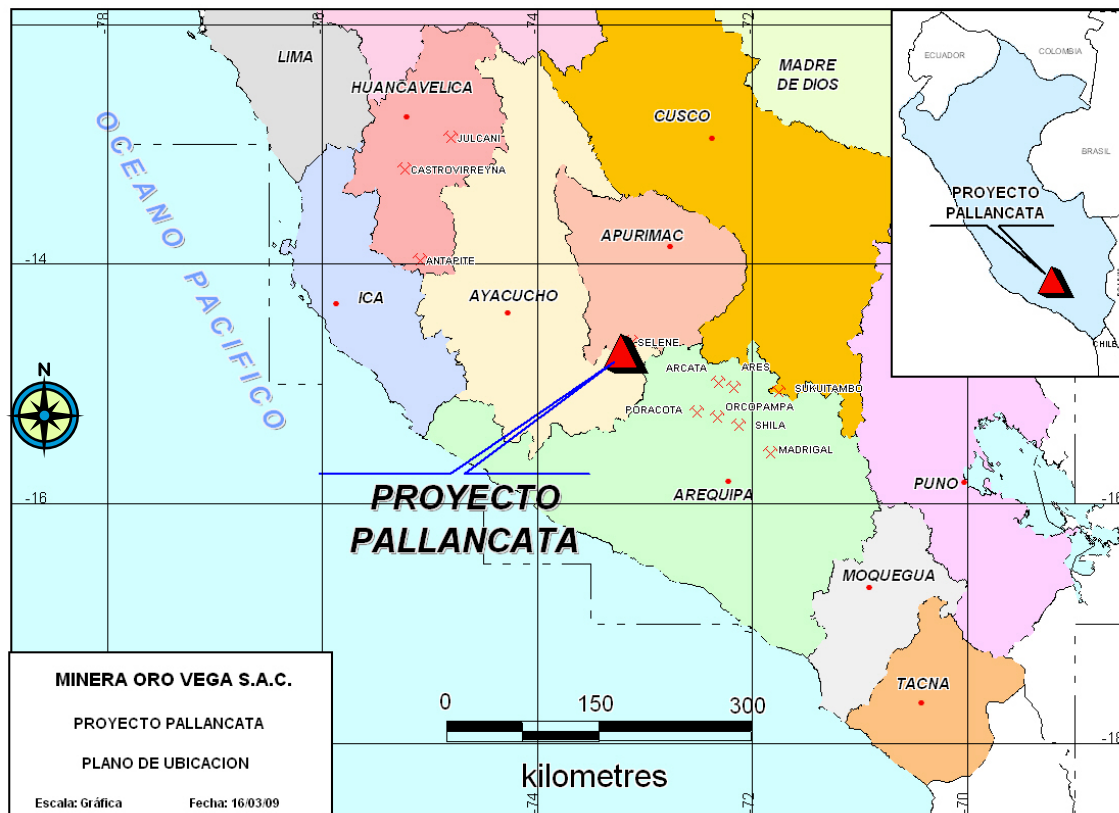 -78
-76
-74
-72
LIMA
HUANCAVELICA
JULCANI
CASTROVIRREYNA
ANTAPITE
MADRE
DE DIOS
CUSCO
ECUADOR
COLOMBIA
BRASIL
PROYECTO
PALLANCATA
CHILE
OCEANO PACIFICO
-14
APURIMAC
ICA
AYACUCHO
SELENE
ARCATA
ARES
SUKUITAMBO
PORACOTA
ORCOPAMPA
SHILA
MADRIGAL
N
-16
PROYECTO
PALLANCATA
AREQUIPA
PUNO
-16
MOQUEGUA
TACNA
MINERA ORO VEGA S.A.C.
PROYECTO PALLANCATA
PLANO DE UBICACION
Escala: Gráfica
Fecha: 16/03/09
0
150
300
kilometres
-18
-74
-72
-70